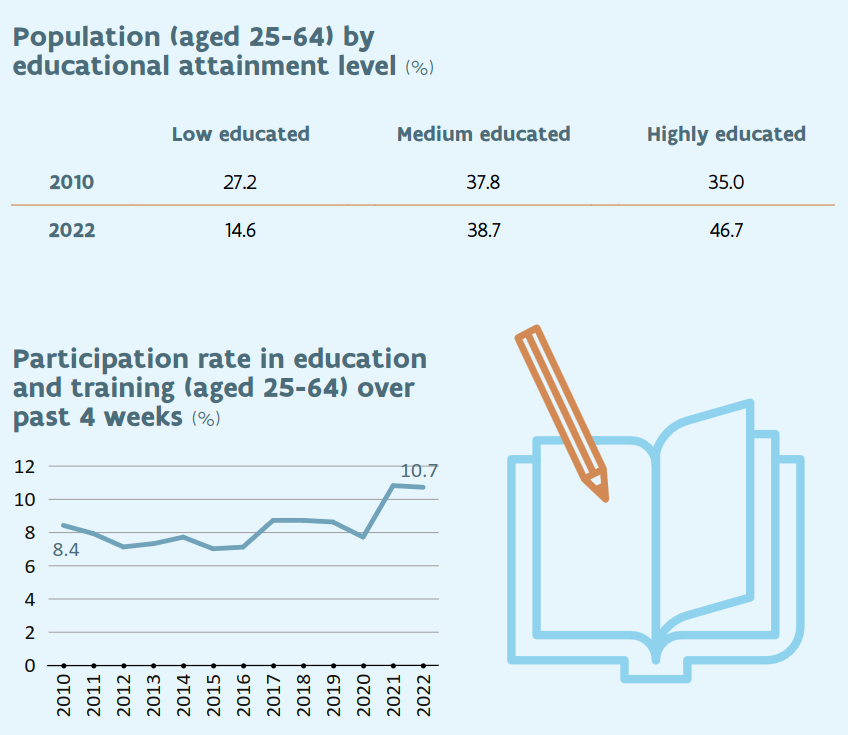 Population (aged 25-64) by
educational attainment level (%)
Low educated Medium educated Highly educated
2010 27.2 37.8 35.0
2022 14.6 38.7 46.7
Participation rate in education
and training (aged 25-64) over
past 4 weeks (%)
12
10.7
10
8
8.4
6
4
2
0
2010 2011 2012 2013 2014 2015 2016 2017 2018 2019 2020 2021 2022